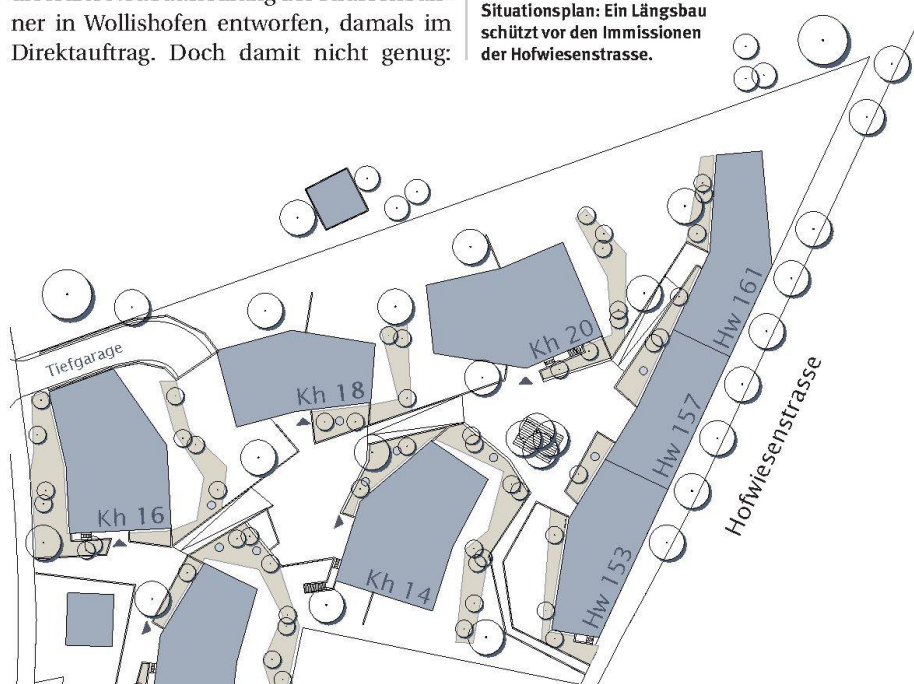 ner in Wollishofen entworfen, damals im
Direktauftrag. Doch damit nicht genug:
Situationsplan: Ein Längsbau
schützt vor den Immissionen
der Hofwiesenstrasse.
Tiefgarage
Kh 20
Kh 18
Kh 16
Kh 14
Hw 161
Hw 157
Hw 153
Hofwiesenstrasse